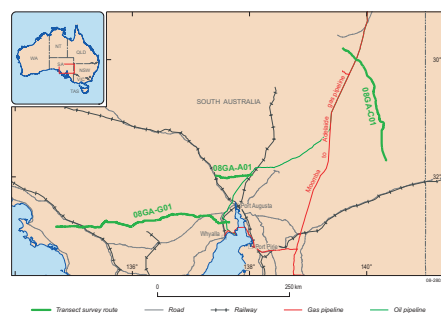 WA
NT
QLD
SA
NSW
VIC
TAS
SOUTH AUSTRALIA
30°
32°
Moomba to Adelaide gas pipeline
08GA-C01
08GA-A01
08GA-G01
Port Augusta
Whyalla
Port Pirie
136°
138°
140°
08-280
0 250 km
Transect survey route
Road
Railway
Gas pipeline
Oil pipeline